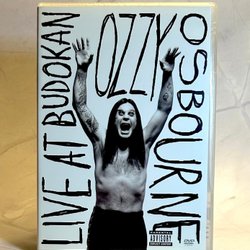 LIVE AT BUDOKAN
OZZY
OSBOURNE
PARENTAL
ADVISORY
EXPLICIT CONTENT
DVD